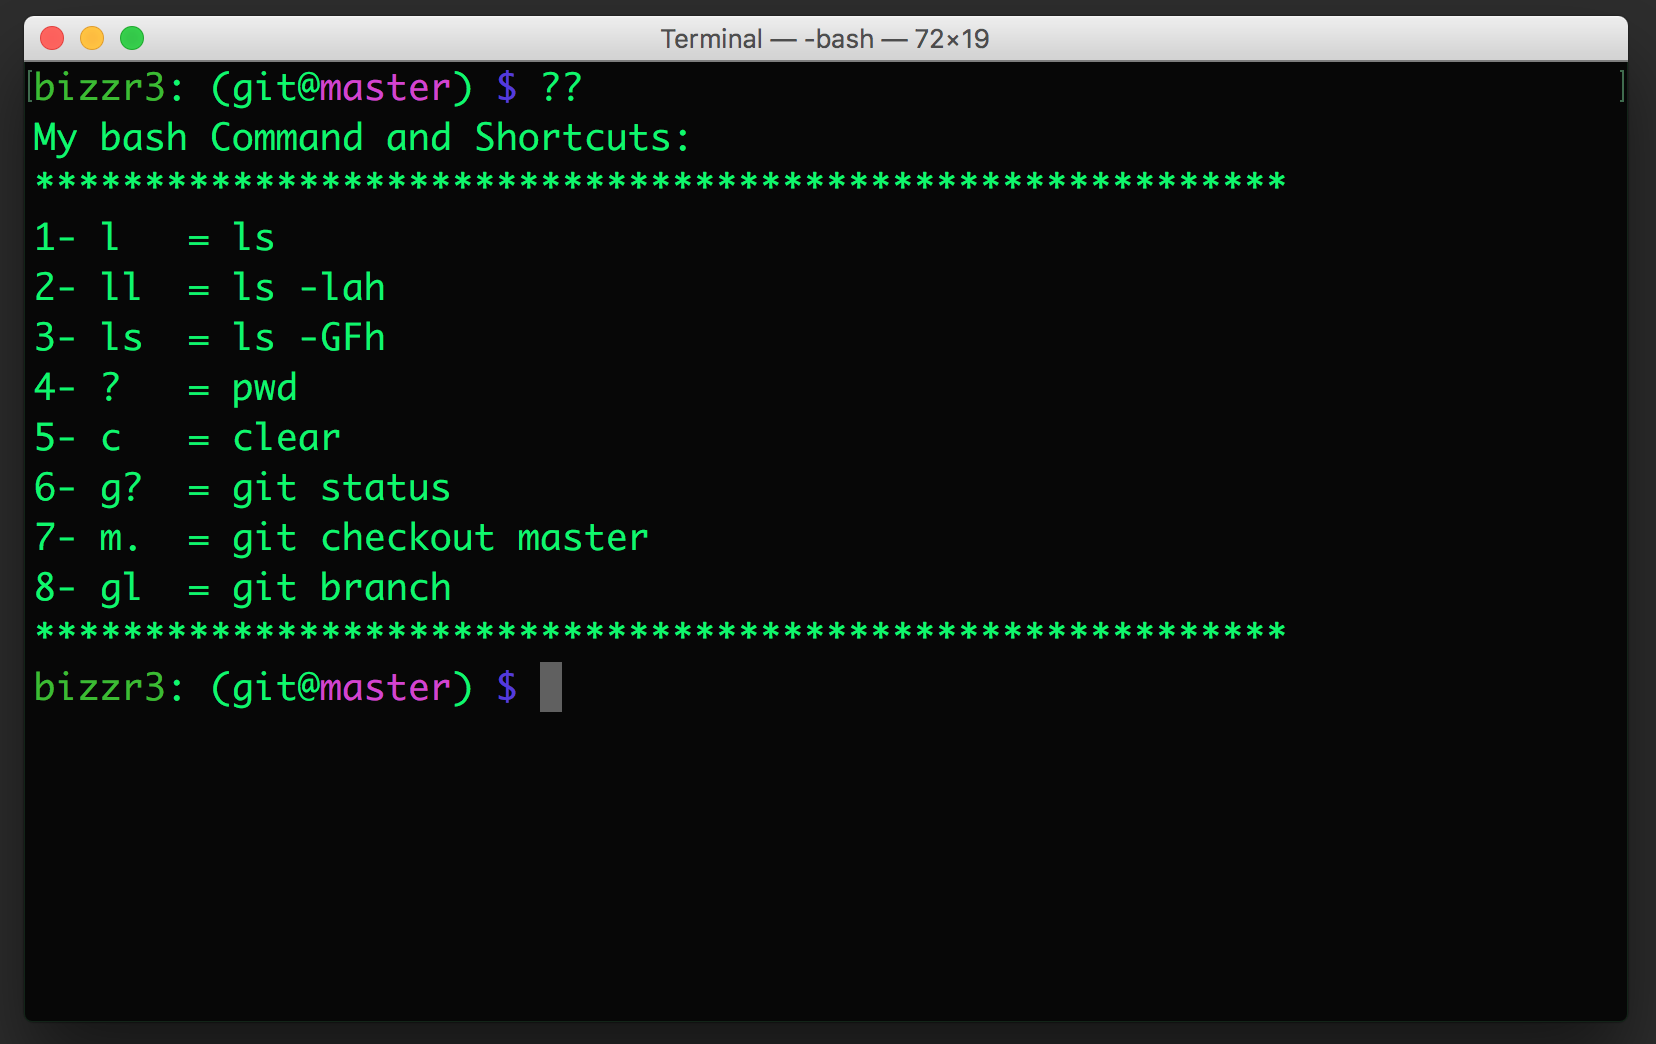 Terminal — -bash — 72×19
[bizzr3: (git@master) $ ?? ]
My bash Command and Shortcuts:
*********************************************************
1- l   = ls
2- ll  = ls -lah
3- ls  = ls -GFh
4- ?   = pwd
5- c   = clear
6- g?  = git status
7- m.  = git checkout master
8- gl  = git branch
*********************************************************
bizzr3: (git@master) $